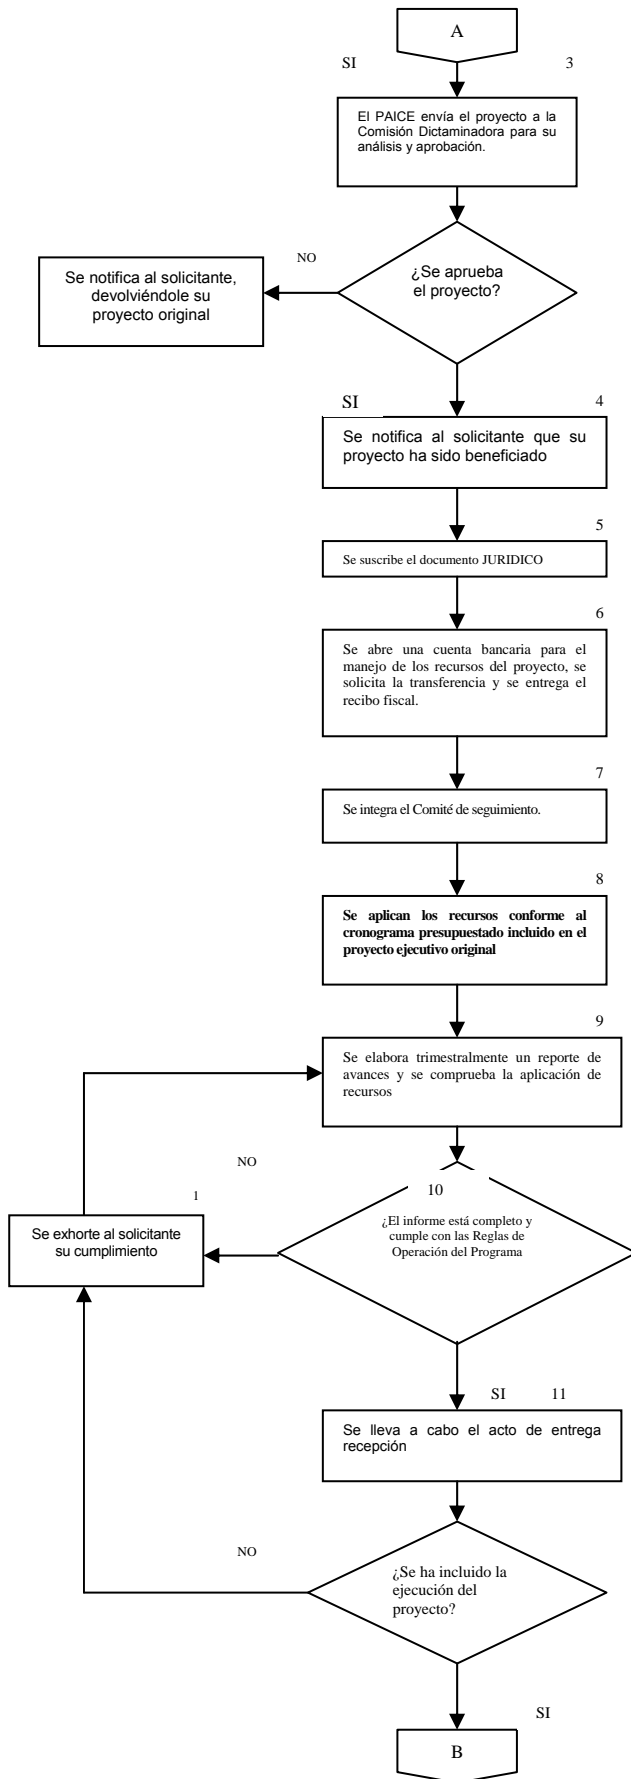 A
SI
3
El PAICE envía el proyecto a la
Comisión Dictaminadora para su
análisis y aprobación.
NO
¿Se aprueba
el proyecto?
Se notifica al solicitante,
devolviéndole su
proyecto original
SI
4
Se notifica al solicitante que su
proyecto ha sido beneficiado
5
Se suscribe el documento JURIDICO
6
Se abre una cuenta bancaria para el
manejo de los recursos del proyecto, se
solicita la transferencia y se entrega el
recibo fiscal.
7
Se integra el Comité de seguimiento.
8
Se aplican los recursos conforme al
cronograma presupuestado incluido en el
proyecto ejecutivo original
9
Se elabora trimestralmente un reporte de
avances y se comprueba la aplicación de
recursos
NO
10
¿El informe está completo y
cumple con las Reglas de
Operación del Programa
1
Se exhorte al solicitante
su cumplimiento
SI
11
Se lleva a cabo el acto de entrega
recepción
NO
¿Se ha incluido la
ejecución del
proyecto?
SI
B